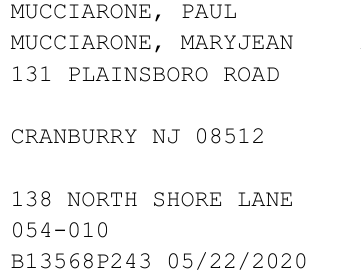 MUCCIARONE, PAUL
MUCCIARONE, MARYJEAN
131 PLAINSBORO ROAD
CRANBURRY NJ 08512
138 NORTH SHORE LANE
054-010
B13568P243 05/22/2020